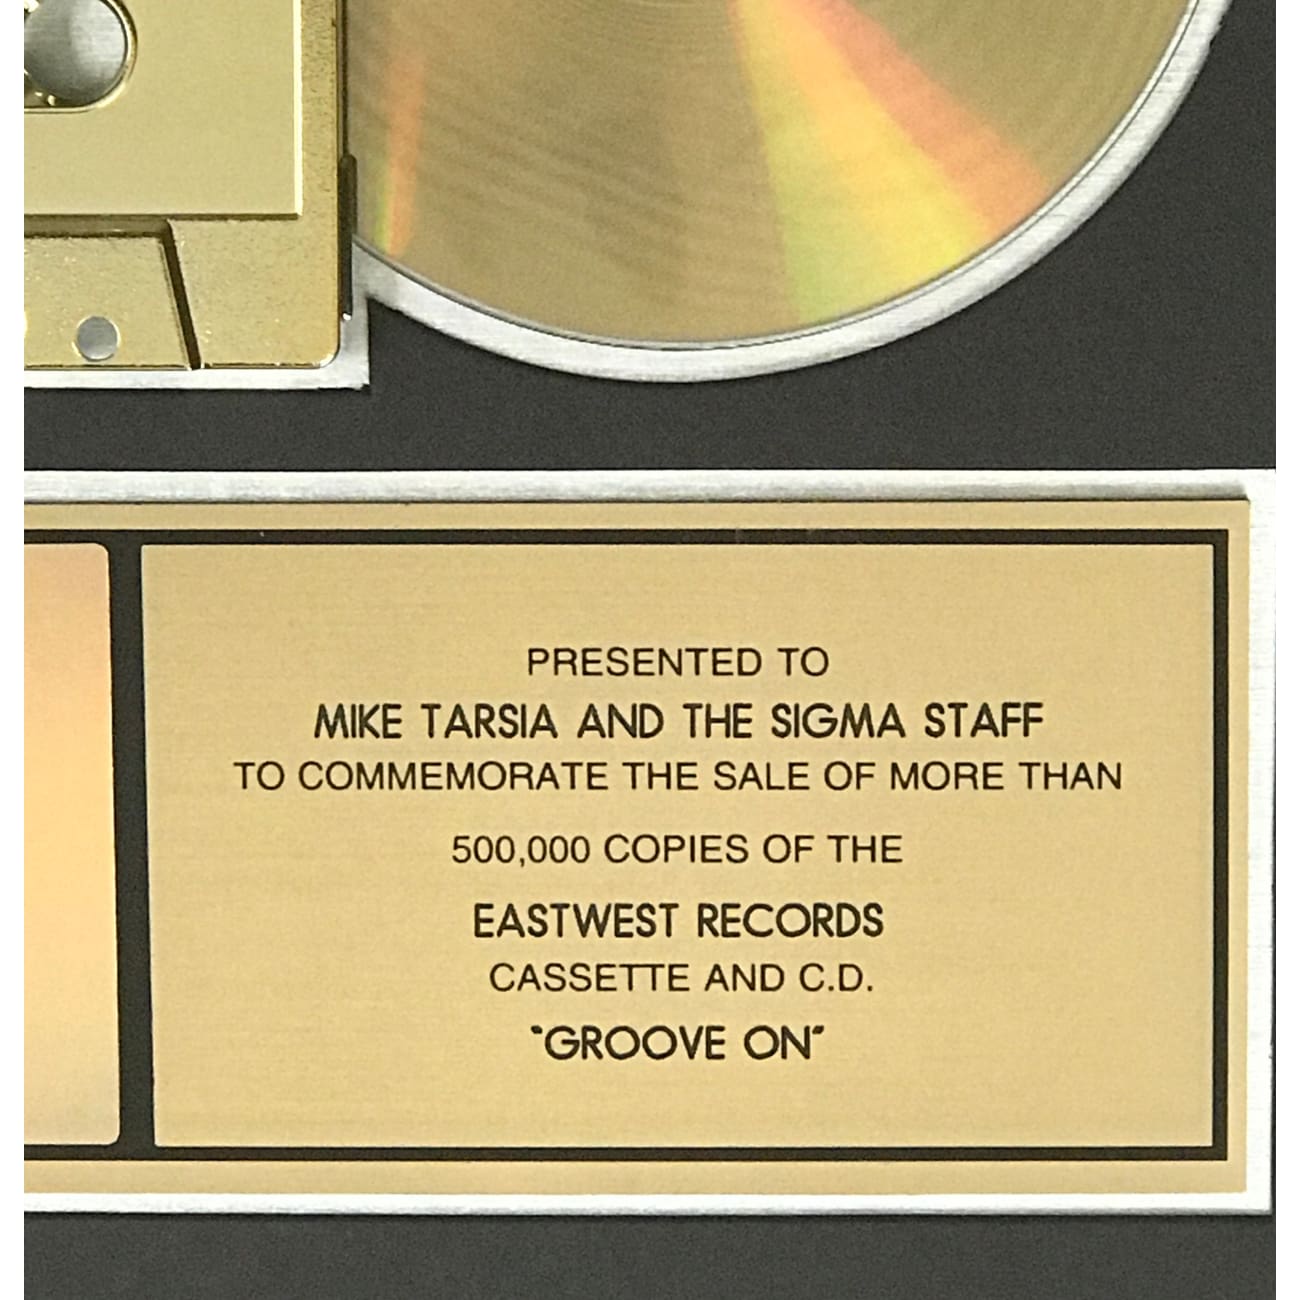 PRESENTED TO
MIKE TARSIA AND THE SIGMA STAFF
TO COMMEMORATE THE SALE OF MORE THAN
500,000 COPIES OF THE
EASTWEST RECORDS
CASSETTE AND C.D.
"GROOVE ON"